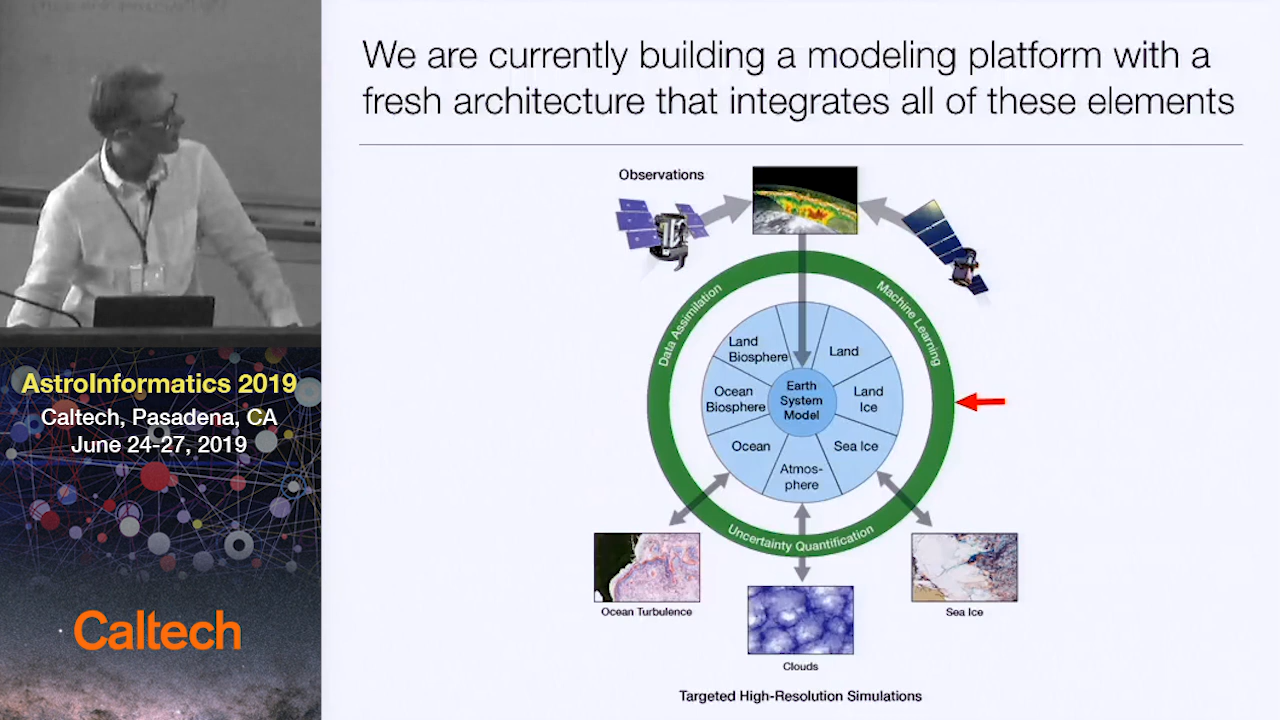 We are currently building a modeling platform with a
fresh architecture that integrates all of these elements
Observations
Data Assimilation
Machine Learning
Uncertainty Quantification
Land
Biosphere
Land
Ocean
Biosphere
Earth
System
Model
Land
Ice
Ocean
Sea Ice
Atmos-
phere
Ocean Turbulence
Clouds
Sea Ice
Targeted High-Resolution Simulations
AstroInformatics 2019
Caltech, Pasadena, CA
June 24-27, 2019
Caltech